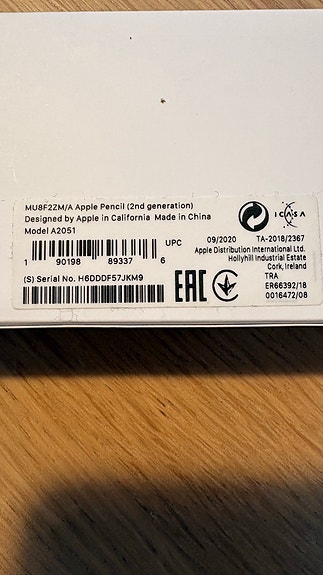 MU8F2ZM/A Apple Pencil (2nd generation)
Designed by Apple in California Made in China
Model A2051
ICASA
UPC
09/2020 TA-2018/2367
1 90198 89337 6
Apple Distribution International Ltd.
Hollyhill Industrial Estate
Cork, Ireland
(S) Serial No. H6DDDF57JKM9
EAC
TRA
ER66392/18
0016472/08